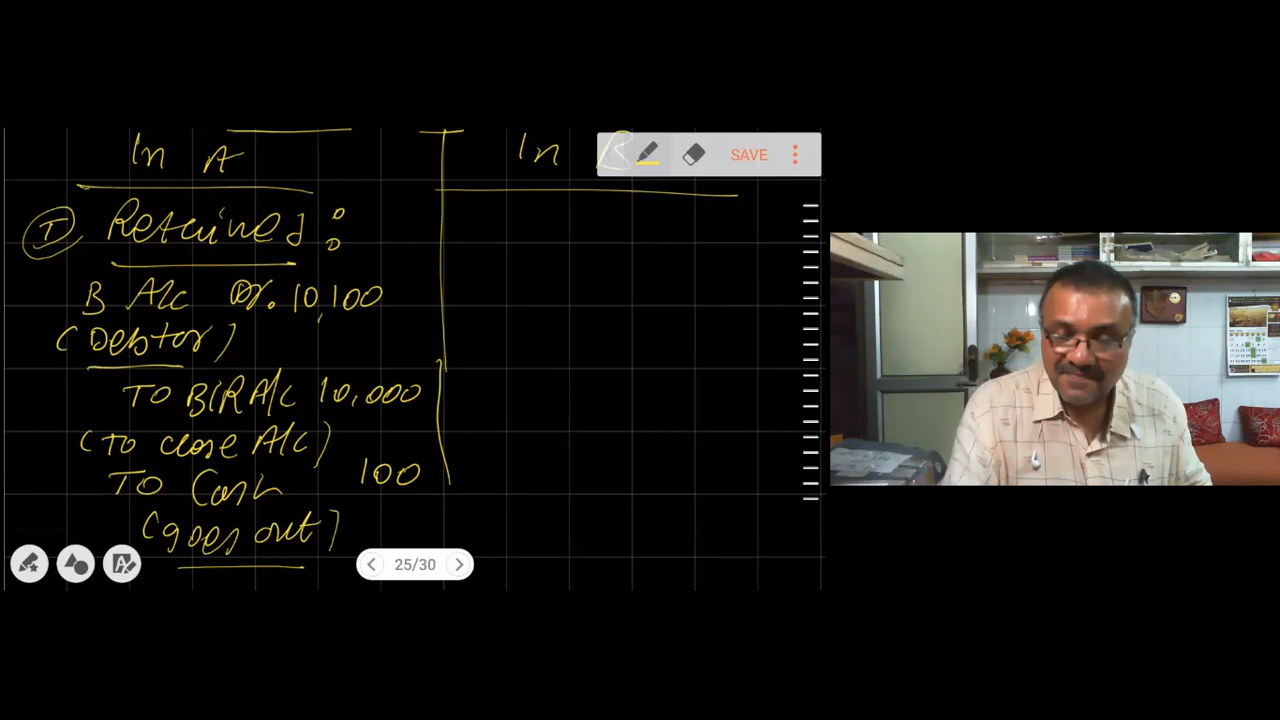 In A
In B
SAVE
I Retained :
B A/c Dr. 10,100
(Debtor)
To B/R A/c 10,000
(To close A/c)
To Cash 100
(goes out)
25/30